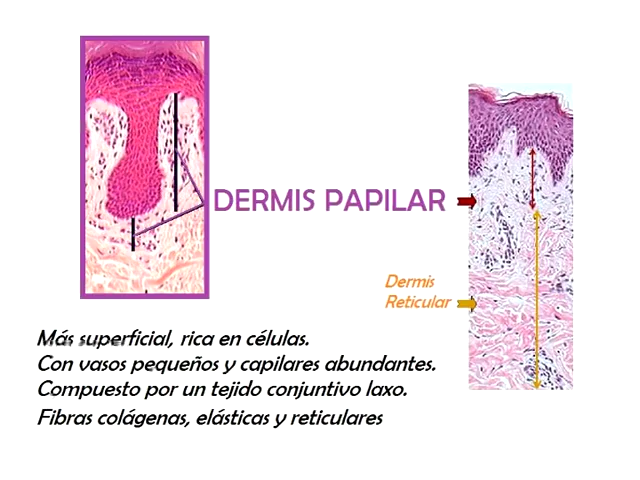 DERMIS PAPILAR
Dermis
Reticular
Más superficial, rica en células.
Con vasos pequeños y capilares abundantes.
Compuesto por un tejido conjuntivo laxo.
Fibras colágenas, elásticas y reticulares